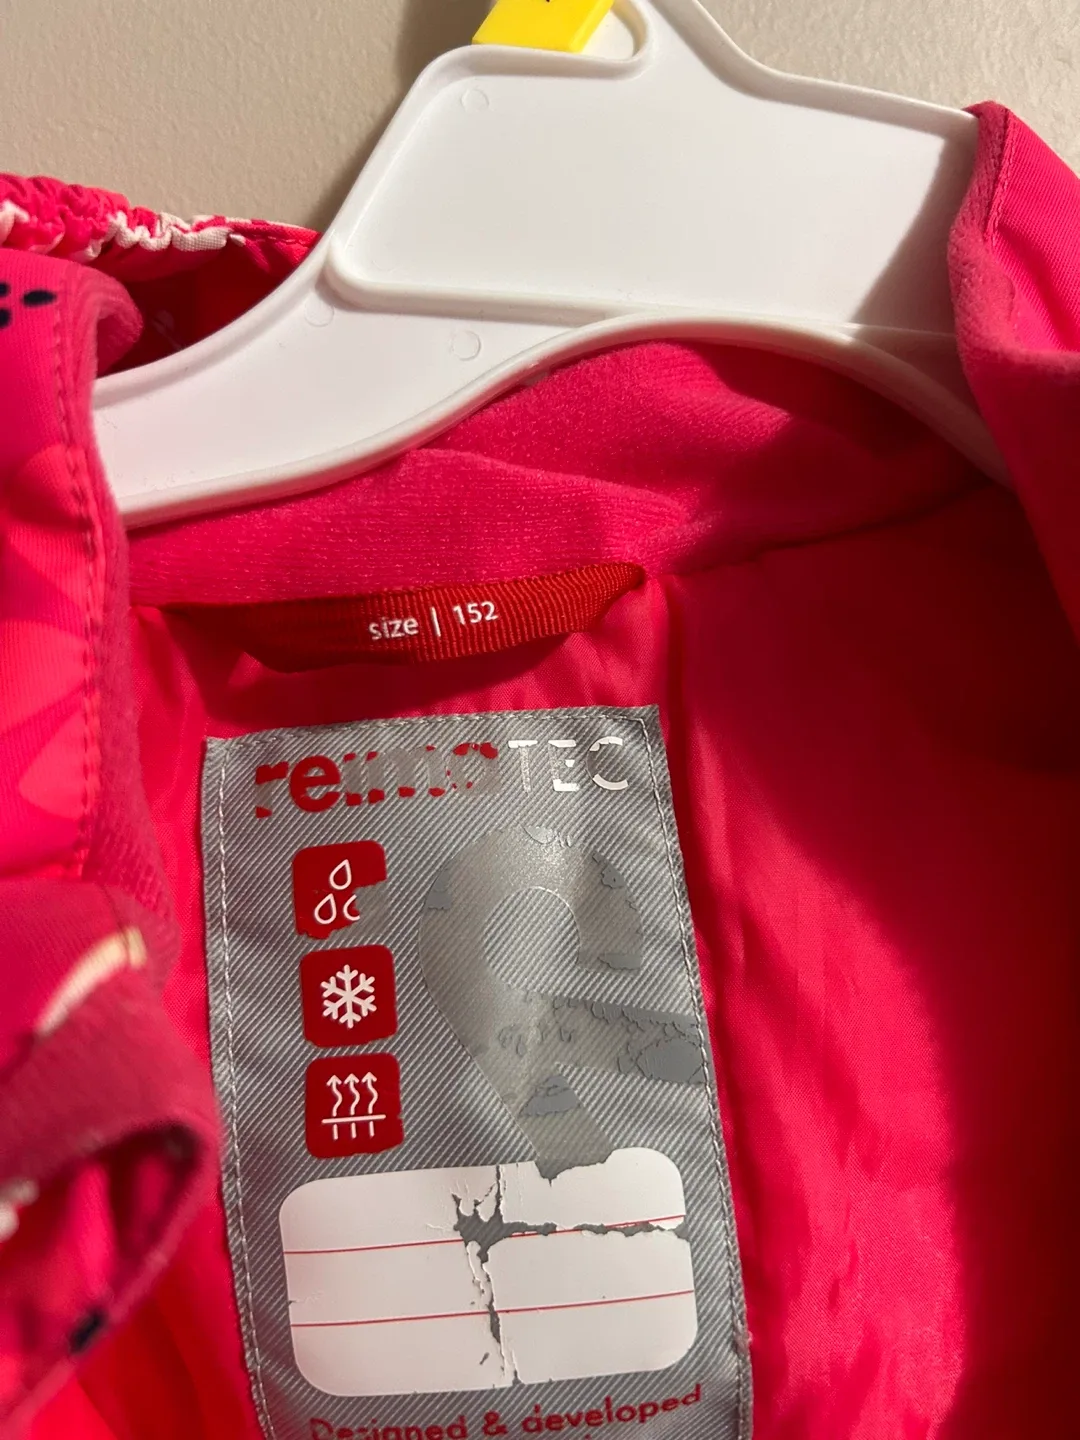 size | 152
reimaTEC
Designed & developed